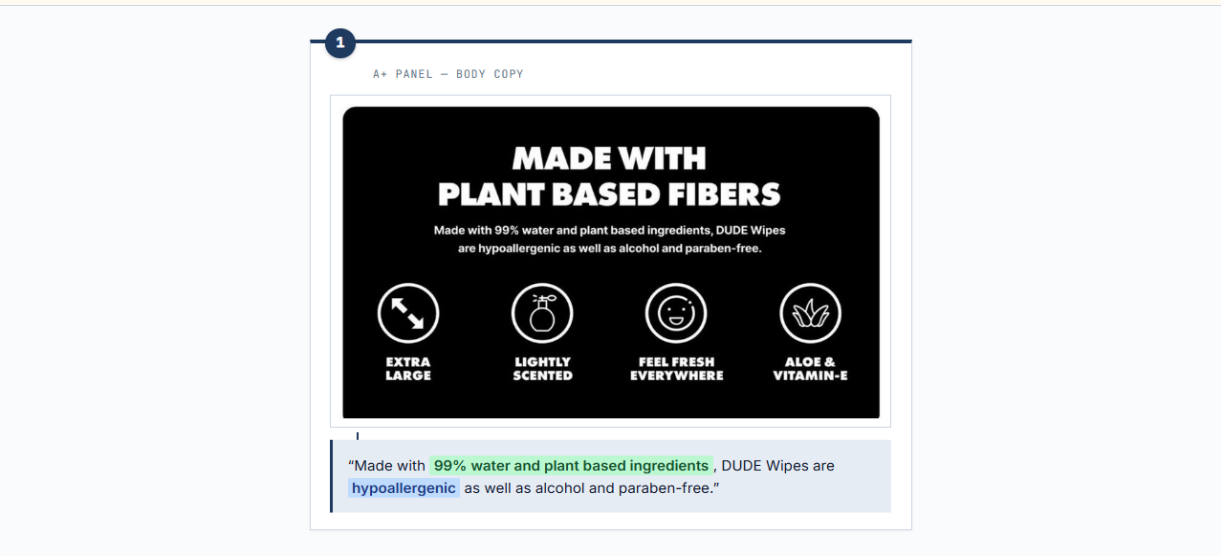 1
A+ PANEL — BODY COPY
MADE WITH
PLANT BASED FIBERS
Made with 99% water and plant based ingredients, DUDE Wipes
are hypoallergenic as well as alcohol and paraben-free.
EXTRA
LARGE
LIGHTLY
SCENTED
FEEL FRESH
EVERYWHERE
ALOE &
VITAMIN-E
“Made with 99% water and plant based ingredients, DUDE Wipes are
hypoallergenic as well as alcohol and paraben-free.”